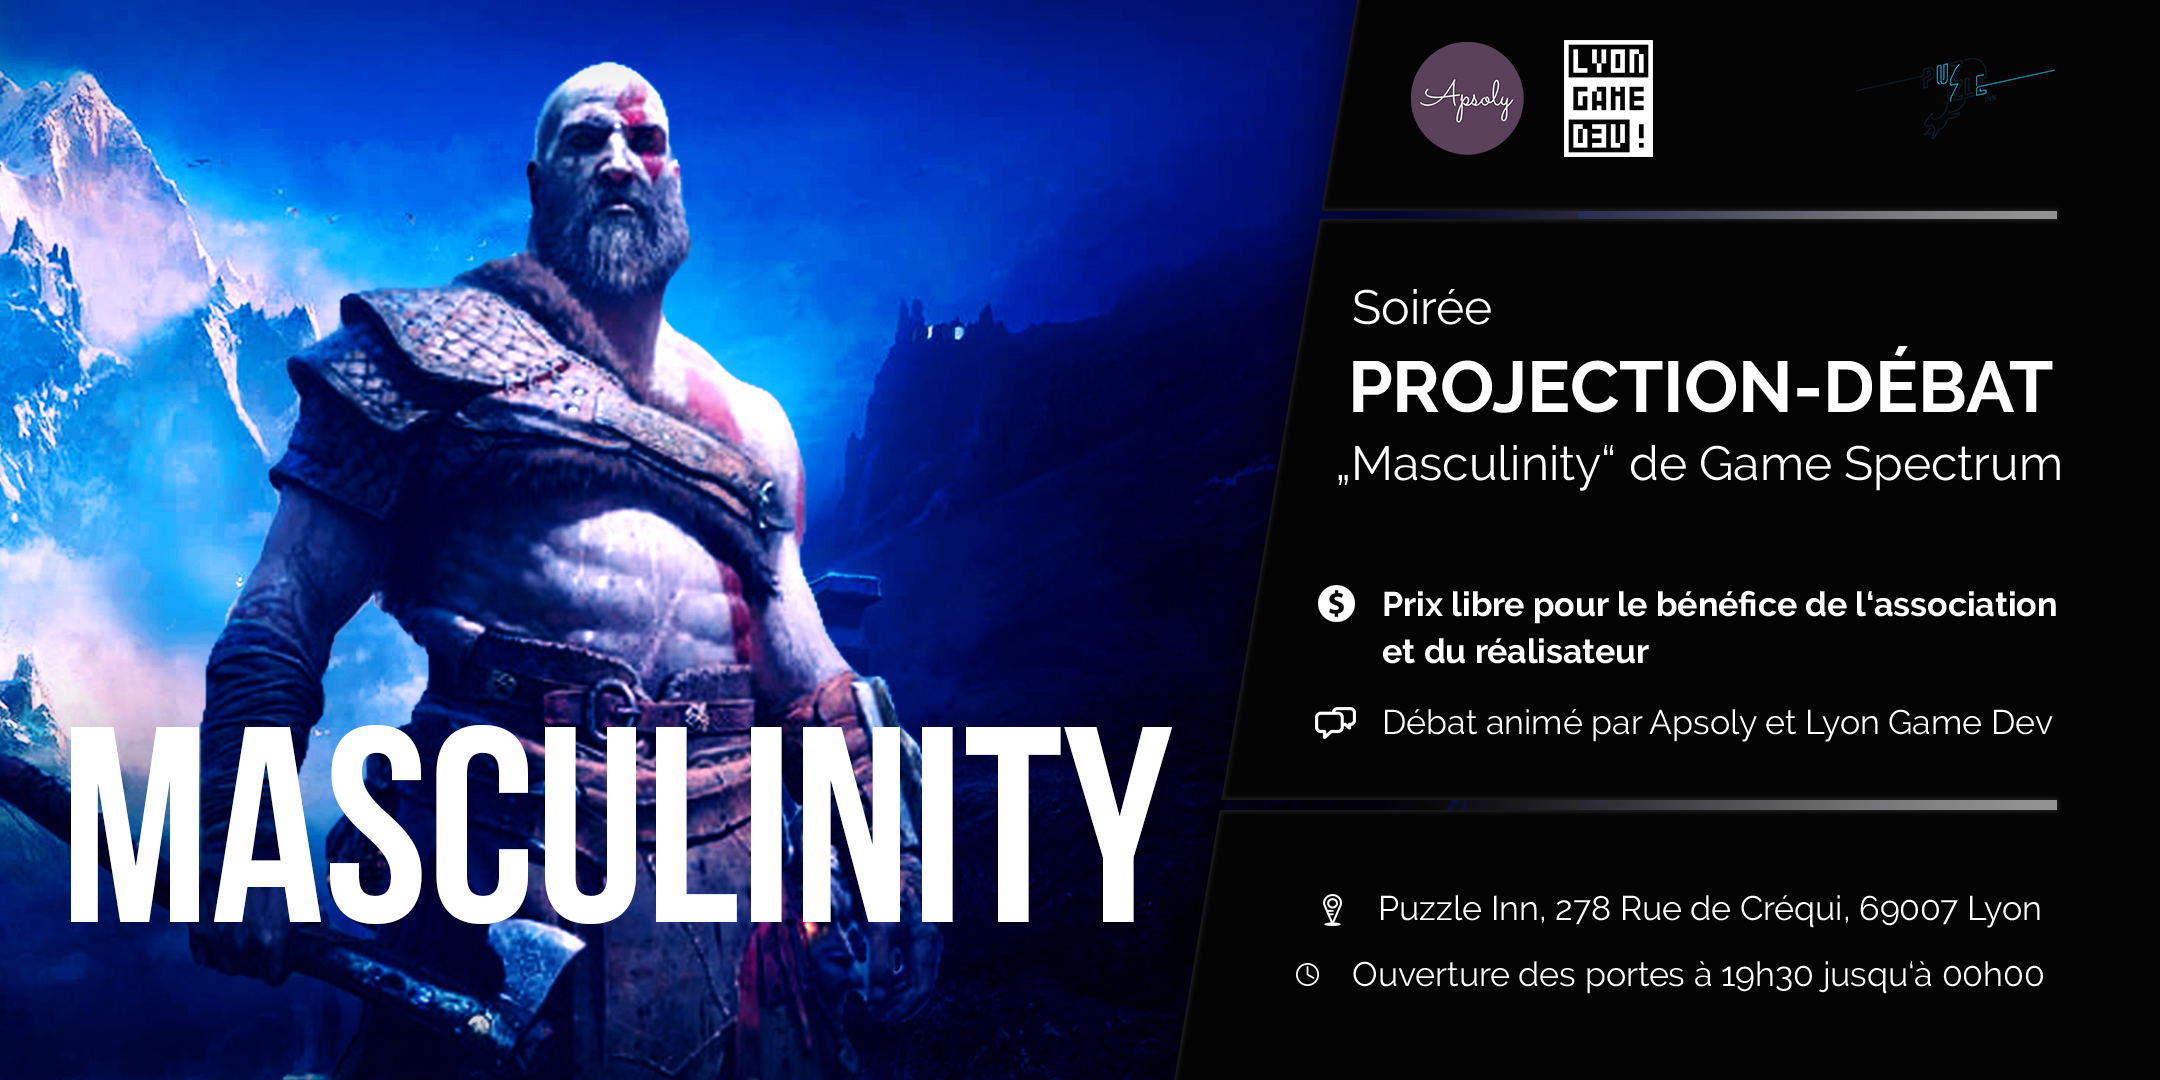 MASCULINITY
Apsoly
LYON
GAME
DEV!
PUZZLE
Soirée
PROJECTION-DÉBAT
„Masculinity“ de Game Spectrum
Prix libre pour le bénéfice de l‘association
et du réalisateur
Débat animé par Apsoly et Lyon Game Dev
Puzzle Inn, 278 Rue de Créqui, 69007 Lyon
Ouverture des portes à 19h30 jusqu‘à 00h00